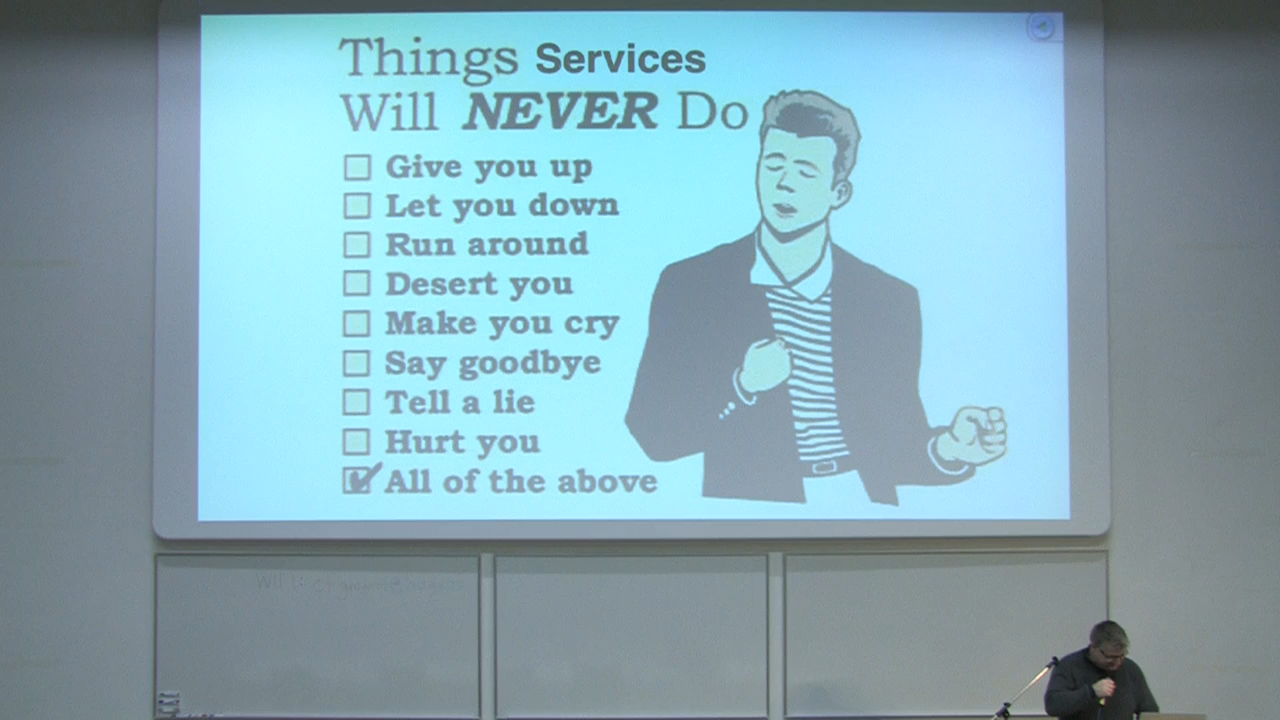 Things Services
Will NEVER Do
Give you up
Let you down
Run around
Desert you
Make you cry
Say goodbye
Tell a lie
Hurt you
All of the above